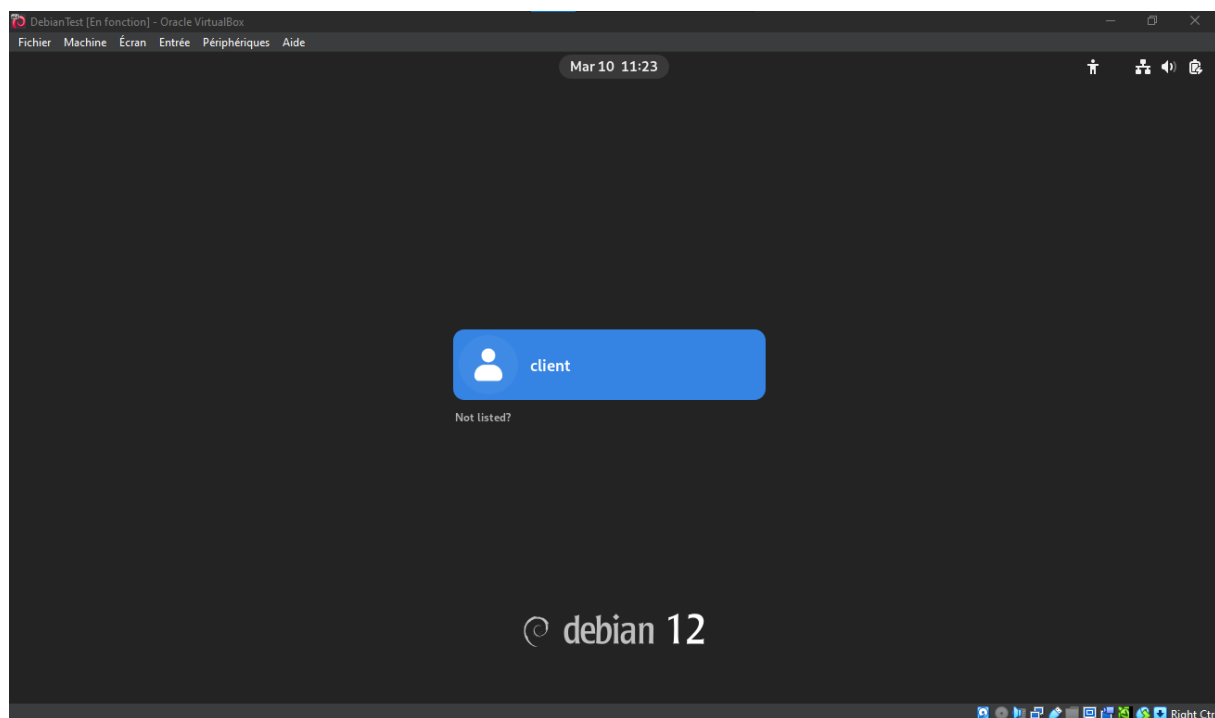 DebianTest [En fonction] - Oracle VirtualBox
Fichier Machine Écran Entrée Périphériques Aide
Mar 10 11:23
client
Not listed?
debian 12
Right Ctr